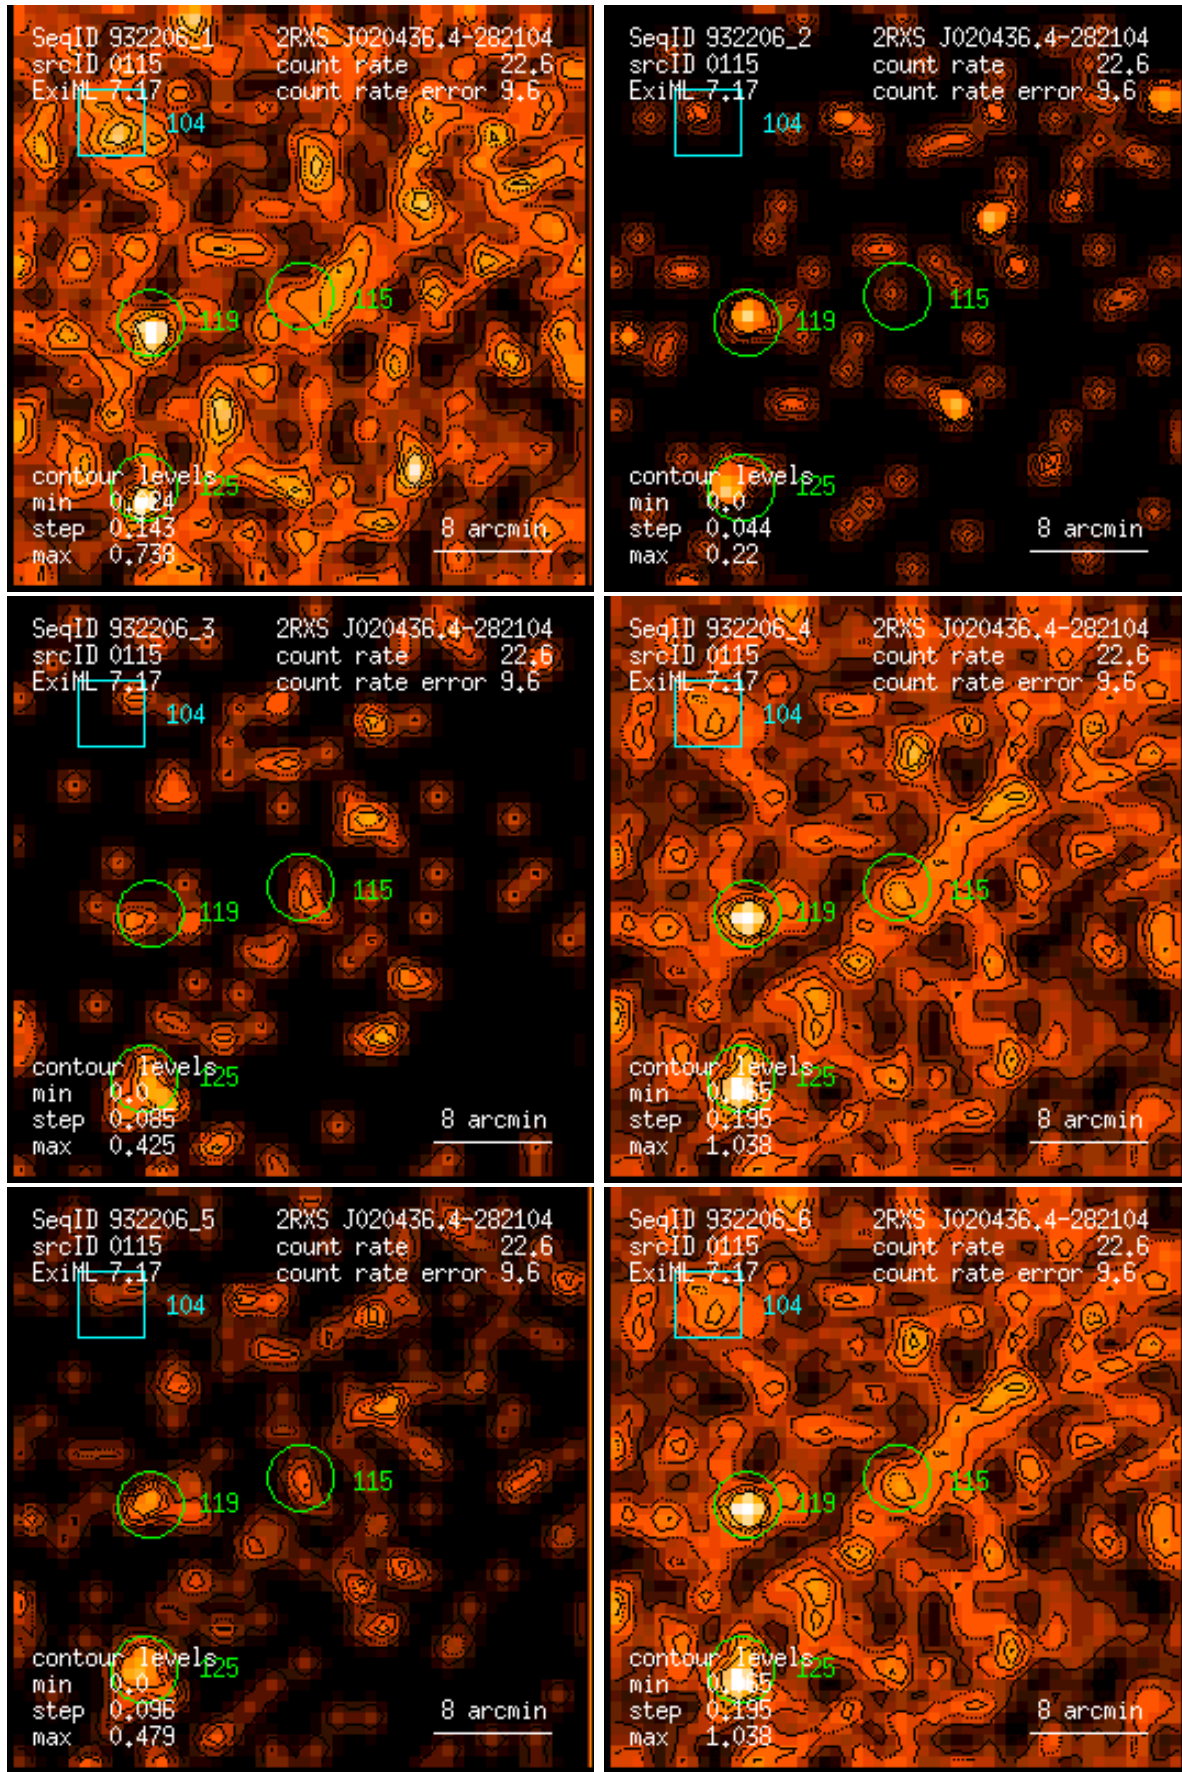 SeqID 932206_1 2RXS J020436.4-282104
srcID 0115 count rate 22.6
ExiML 7.17 count rate error 9.6
104
115
119
125
contour levels
min 0.024
step 0.143
max 0.738
8 arcmin
SeqID 932206_2 2RXS J020436.4-282104
srcID 0115 count rate 22.6
ExiML 7.17 count rate error 9.6
104
115
119
125
contour levels
min 0.0
step 0.044
max 0.22
8 arcmin
SeqID 932206_3 2RXS J020436.4-282104
srcID 0115 count rate 22.6
ExiML 7.17 count rate error 9.6
104
115
119
125
contour levels
min 0.0
step 0.085
max 0.425
8 arcmin
SeqID 932206_4 2RXS J020436.4-282104
srcID 0115 count rate 22.6
ExiML 7.17 count rate error 9.6
104
115
119
125
contour levels
min
step 0.195
max 1.038
8 arcmin
SeqID 932206_5 2RXS J020436.4-282104
srcID 0115 count rate 22.6
ExiML 7.17 count rate error 9.6
104
115
119
125
contour levels
min 0.0
step 0.096
max 0.479
8 arcmin
SeqID 932206_6 2RXS J020436.4-282104
srcID 0115 count rate 22.6
ExiML 7.17 count rate error 9.6
104
115
119
125
contour levels
min
step 0.195
max 1.038
8 arcmin